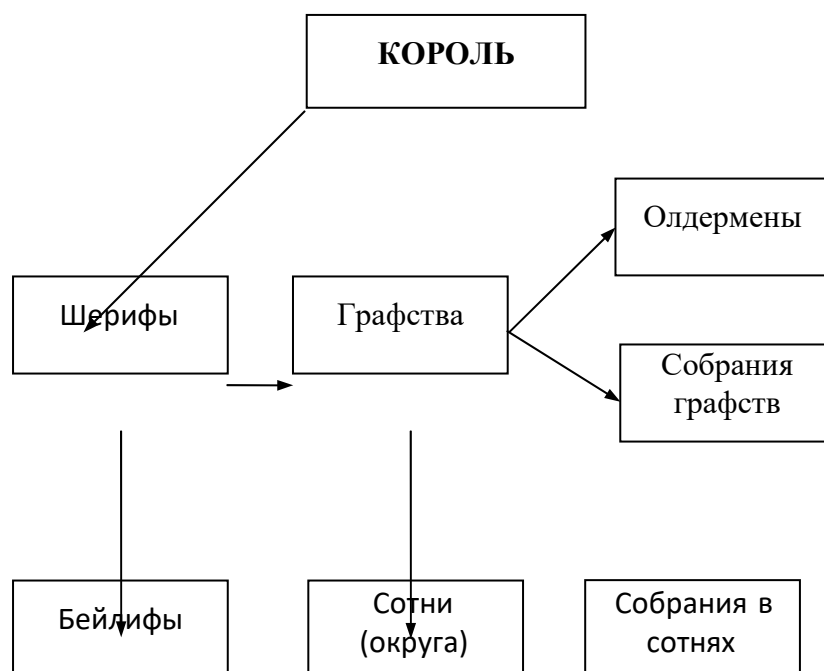 КОРОЛЬ
Олдермены
Шерифы
Графства
Собрания
графств
Бейлифы
Сотни
(округа)
Собрания в
сотнях